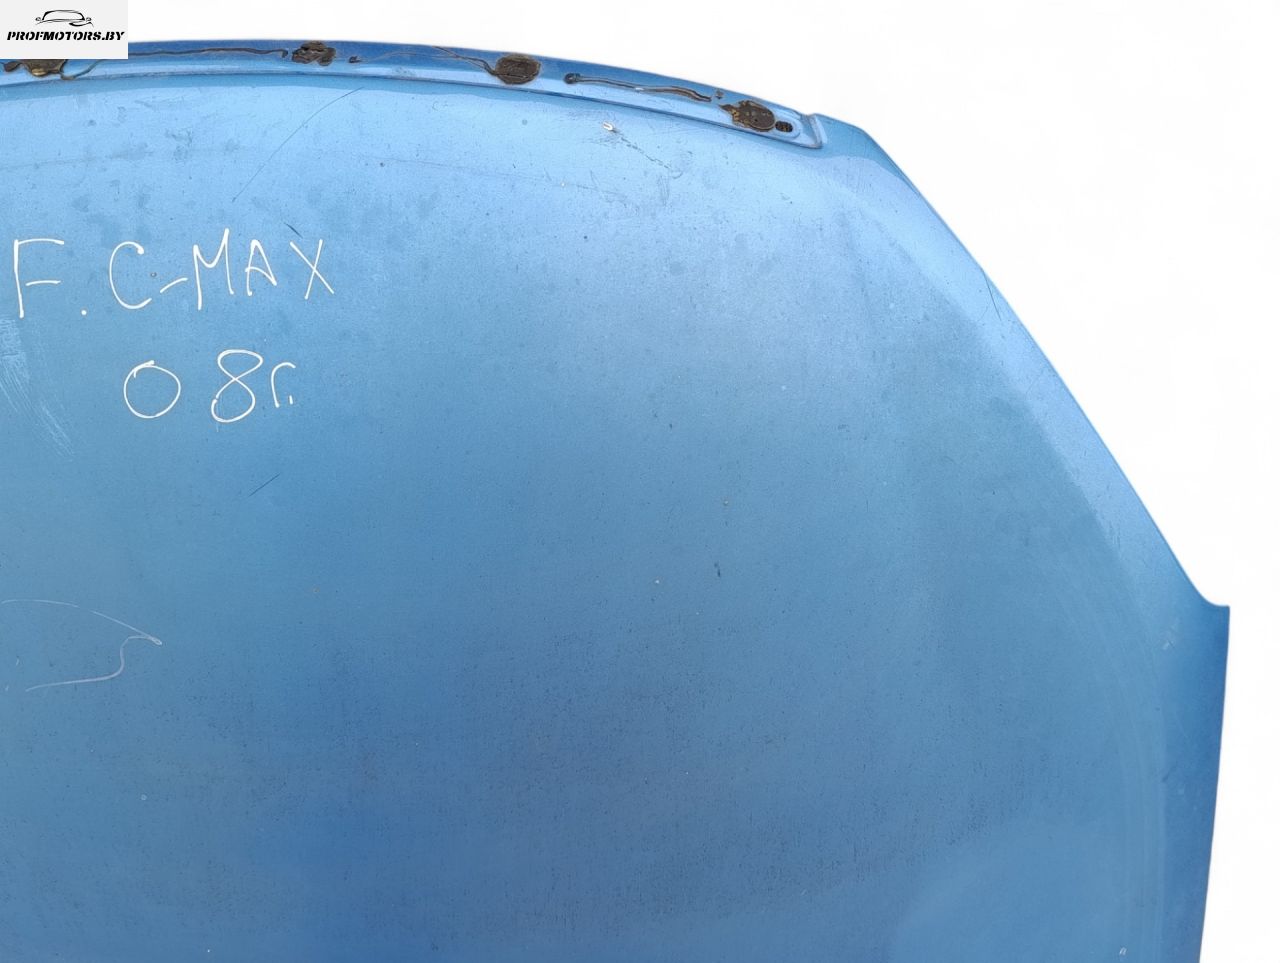 PROFMOTORS.BY
F. C-MAX
08г.